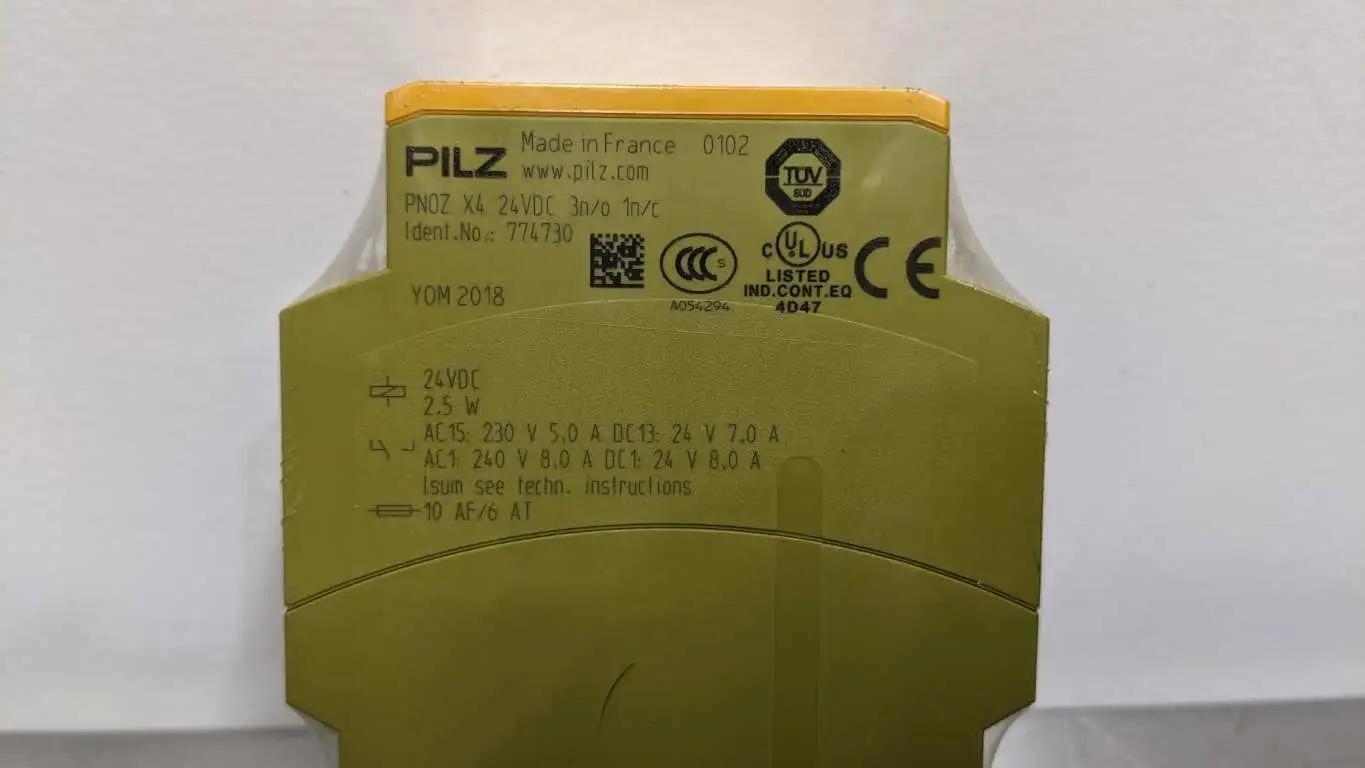 PILZ Made in France 0102
www.pilz.com
PNOZ X4 24VDC 3n/o 1n/c
Ident.No.: 774730
YOM 2018
TÜV
SÜD
CCC S
A054294
C UL US
LISTED
IND.CONT.EQ
4D47
CE
24VDC
2.5 W
AC15: 230 V 5.0 A DC13: 24 V 7.0 A
AC1: 240 V 8.0 A DC1: 24 V 8.0 A
Isum see techn. instructions
10 AF/6 AT